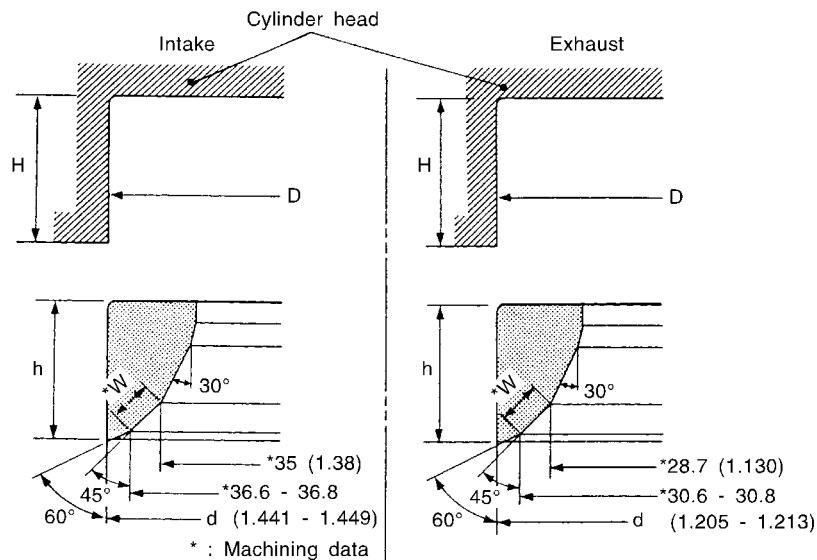 Cylinder head
Intake
Exhaust
H
D
H
D
h
*W
30°
h
*W
30°
*35 (1.38)
*28.7 (1.130)
45°
*36.6 - 36.8
45°
*30.6 - 30.8
60°
d (1.441 - 1.449)
60°
d (1.205 - 1.213)
* : Machining data